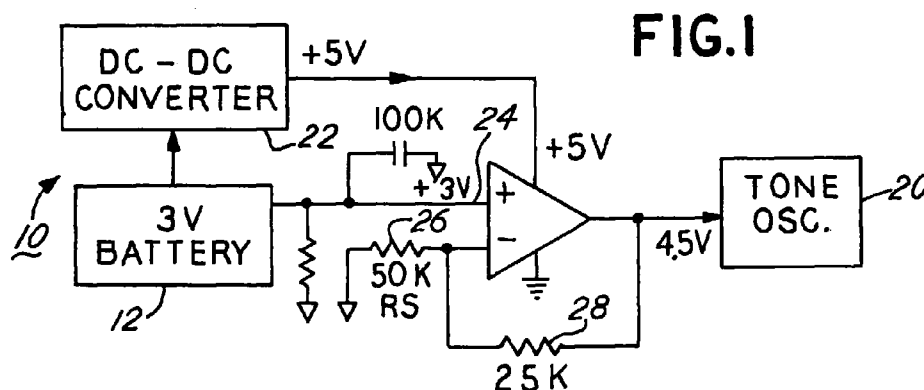 FIG.1
DC – DC
CONVERTER
+5V
22
100K
24
+5V
+3V
10
3V
BATTERY
12
26
50K
RS
+
−
4.5V
TONE
OSC.
20
28
25K